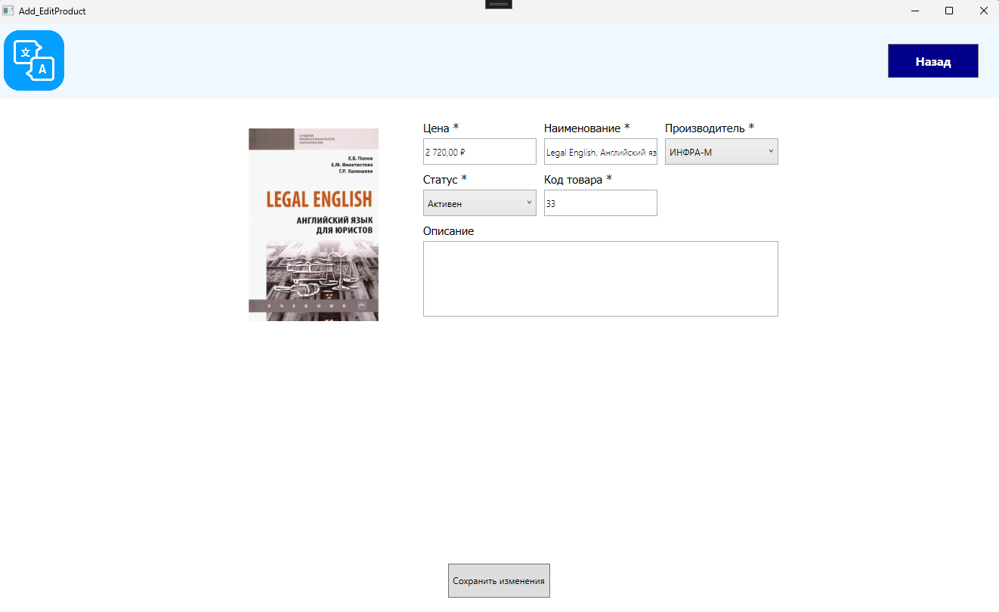 Add_EditProduct
文
A
Назад
СРЕДНЕЕ
ПРОФЕССИОНАЛЬНОЕ
ОБРАЗОВАНИЕ
Е.Б. Попов
Е.М. Феоктистова
Г.Р. Халюшева
LEGAL ENGLISH
АНГЛИЙСКИЙ ЯЗЫК
ДЛЯ ЮРИСТОВ
УЧЕБНИК
Цена * Наименование * Производитель *
2 720,00 ₽ Legal English. Английский яз ИНФРА-М
Статус * Код товара *
Активен 33
Описание
Сохранить изменения